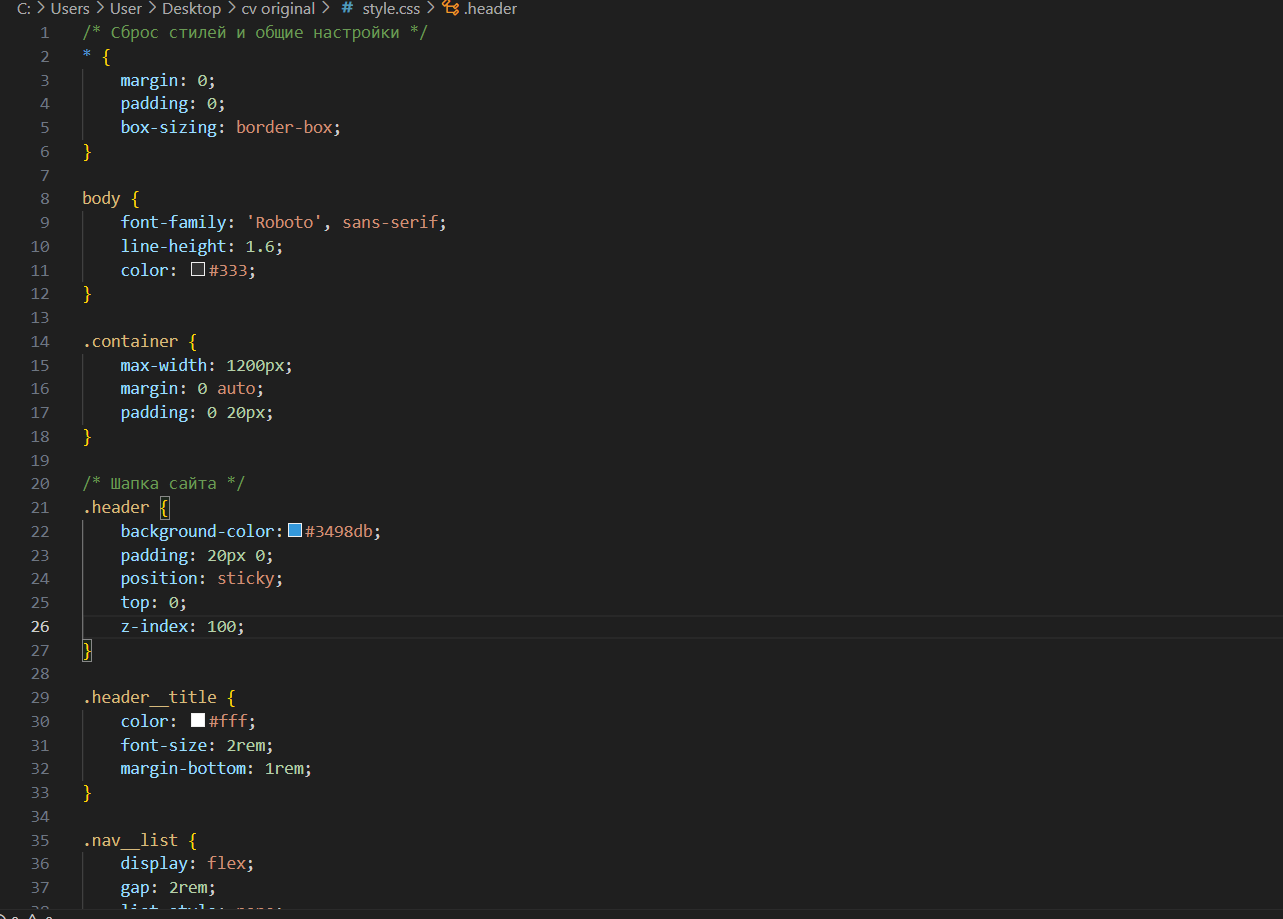 C: > Users > User > Desktop > cv original > # style.css > .header
1 /* Сброс стилей и общие настройки */
2 * {
3 margin: 0;
4 padding: 0;
5 box-sizing: border-box;
6 }
7
8 body {
9 font-family: 'Roboto', sans-serif;
10 line-height: 1.6;
11 color: #333;
12 }
13
14 .container {
15 max-width: 1200px;
16 margin: 0 auto;
17 padding: 0 20px;
18 }
19
20 /* Шапка сайта */
21 .header {
22 background-color: #3498db;
23 padding: 20px 0;
24 position: sticky;
25 top: 0;
26 z-index: 100;
27 }
28
29 .header__title {
30 color: #fff;
31 font-size: 2rem;
32 margin-bottom: 1rem;
33 }
34
35 .nav__list {
36 display: flex;
37 gap: 2rem;